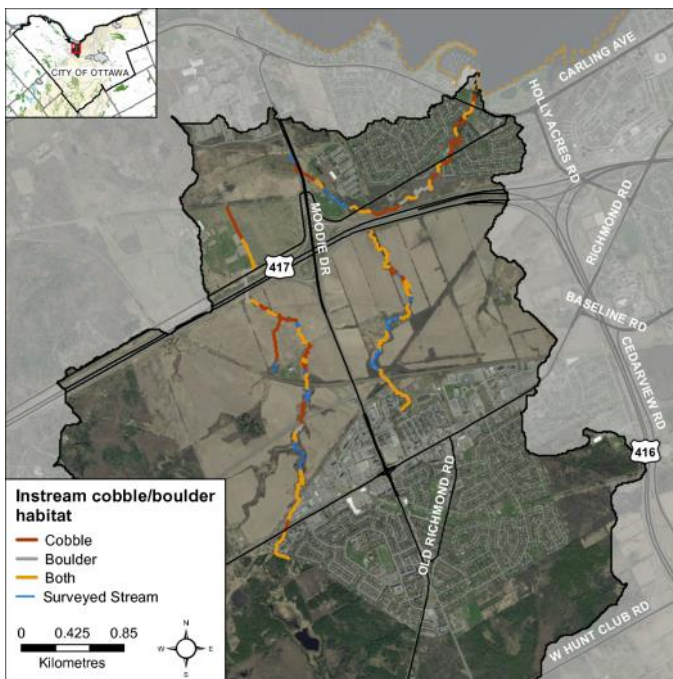 CITY OF OTTAWA
CARLING AVE
HOLLY ACRES RD
RICHMOND RD
MOODIE DR
417
BASELINE RD
CEDARVIEW RD
416
OLD RICHMOND RD
W HUNT CLUB RD
Instream cobble/boulder
habitat
Cobble
Boulder
Both
Surveyed Stream
0 0.425 0.85
Kilometres
N
W E
S